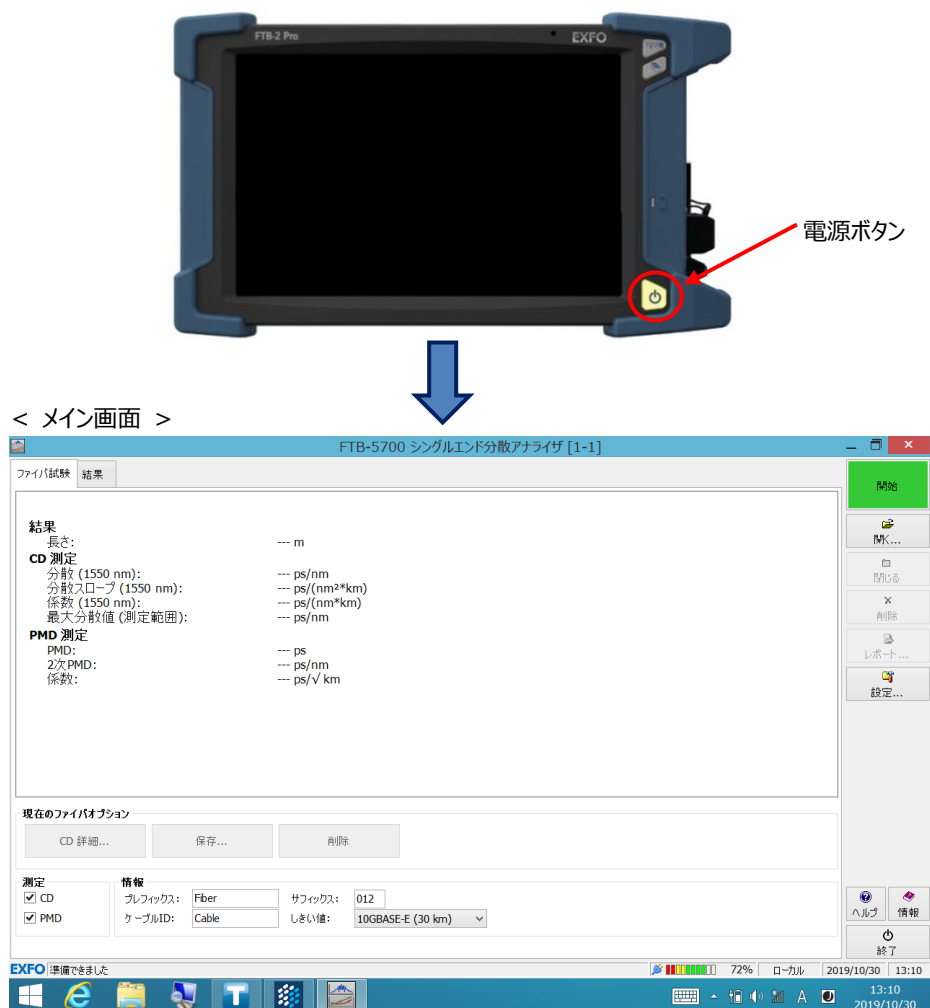 FTB-2 Pro
EXFO
電源ボタン
< メイン画面 >
FTB-5700 シングルエンド分散アナライザ [1-1]
ファイバ試験 結果
開始
結果
長さ: --- m
CD 測定
分散 (1550 nm): --- ps/nm
分散スロープ (1550 nm): --- ps/(nm²*km)
係数 (1550 nm): --- ps/(nm*km)
最大分散値 (測定範囲): --- ps/nm
PMD 測定
PMD: --- ps
2次PMD: --- ps/nm
係数: --- ps/√ km
開く...
閉じる
削除
レポート...
設定...
現在のファイバオプション
CD 詳細... 保存... 削除
測定
CD
PMD
情報
プレフィックス: Fiber サフィックス: 012
ケーブルID: Cable しきい値: 10GBASE-E (30 km)
ヘルプ 情報
終了
EXFO 準備できました 72% ローカル 2019/10/30 13:10
T A 13:10
2019/10/30